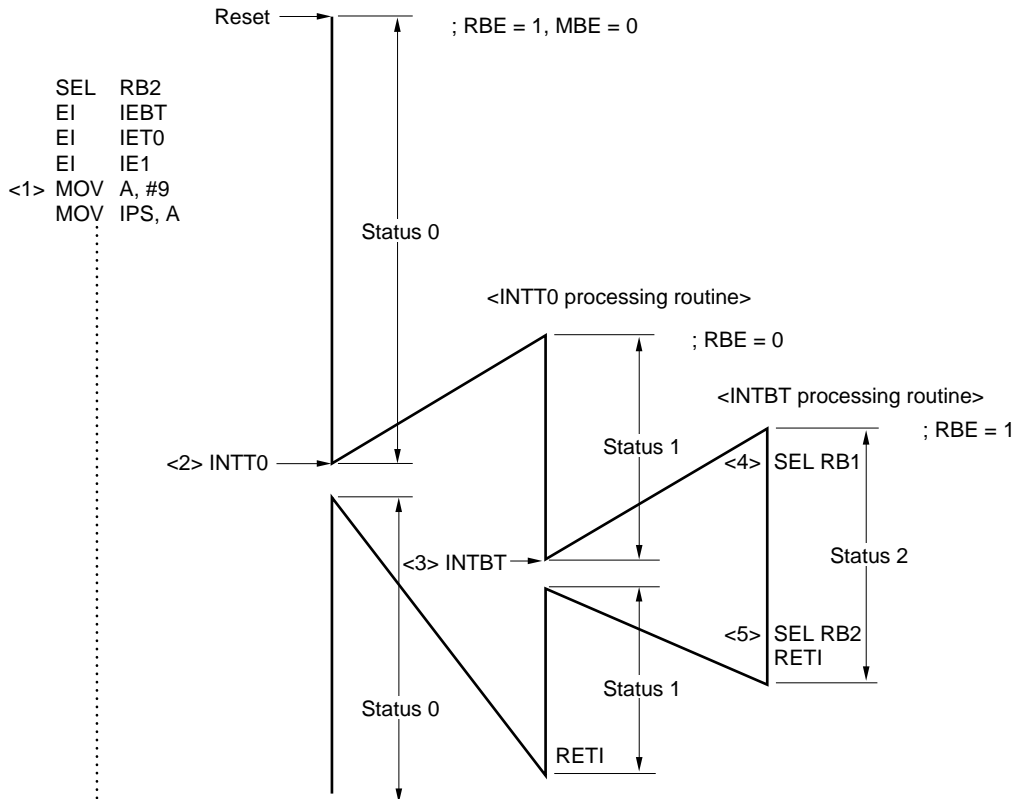 Reset
; RBE = 1, MBE = 0
SEL RB2
EI IEBT
EI IET0
EI IE1
<1> MOV A, #9
MOV IPS, A
Status 0
<INTT0 processing routine>
; RBE = 0
<INTBT processing routine>
; RBE = 1
<2> INTT0
Status 1
<4> SEL RB1
<3> INTBT
Status 2
<5> SEL RB2
RETI
Status 1
Status 0
RETI